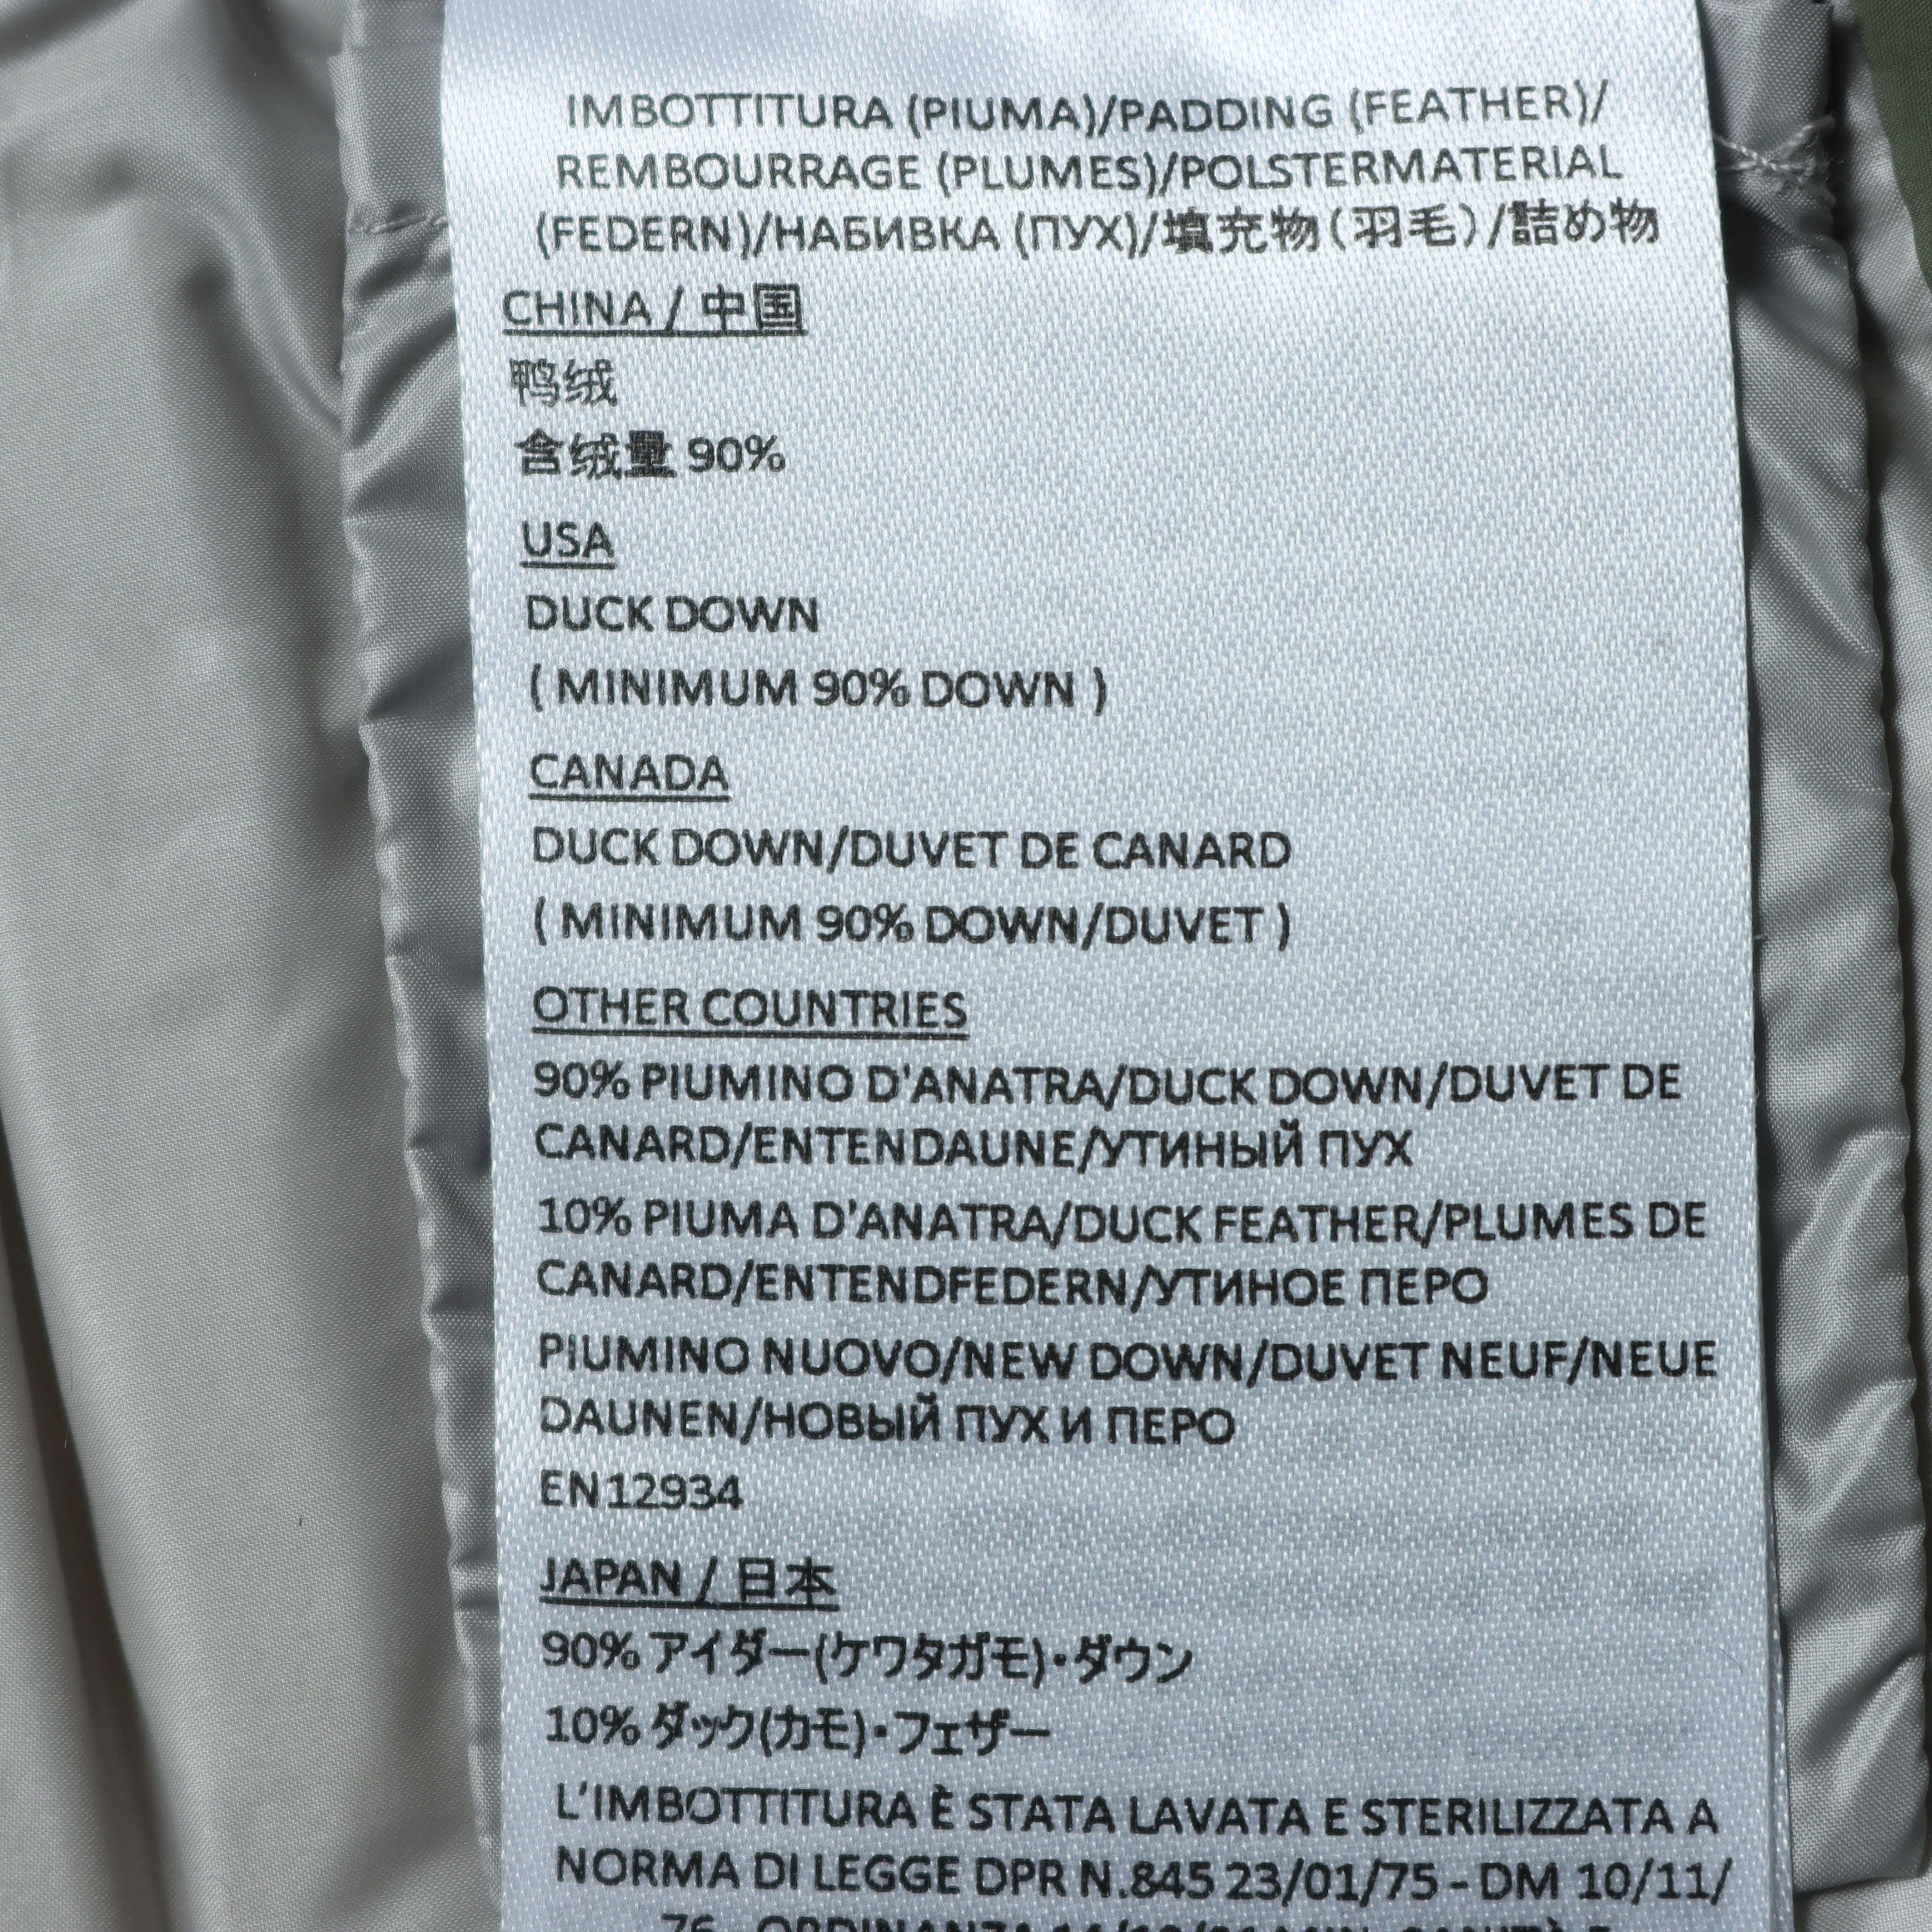 IMBOTTITURA (PIUMA)/PADDING (FEATHER)/
REMBOURRAGE (PLUMES)/POLSTERMATERIAL
(FEDERN)/НАБИВКА (ПУХ)/填充物(羽毛)/詰め物
CHINA / 中国
鸭绒
含绒量 90%
USA
DUCK DOWN
( MINIMUM 90% DOWN )
CANADA
DUCK DOWN/DUVET DE CANARD
( MINIMUM 90% DOWN/DUVET )
OTHER COUNTRIES
90% PIUMINO D'ANATRA/DUCK DOWN/DUVET DE
CANARD/ENTENDAUNE/УТИНЫЙ ПУХ
10% PIUMA D'ANATRA/DUCK FEATHER/PLUMES DE
CANARD/ENTENDFEDERN/УТИНОЕ ПЕРО
PIUMINO NUOVO/NEW DOWN/DUVET NEUF/NEUE
DAUNEN/НОВЫЙ ПУХ И ПЕРО
EN12934
JAPAN / 日本
90% アイダー(ケワタガモ)・ダウン
10% ダック(カモ)・フェザー
L'IMBOTTITURA È STATA LAVATA E STERILIZZATA A
NORMA DI LEGGE DPR N.845 23/01/75 - DM 10/11/
76 ORDINANZA